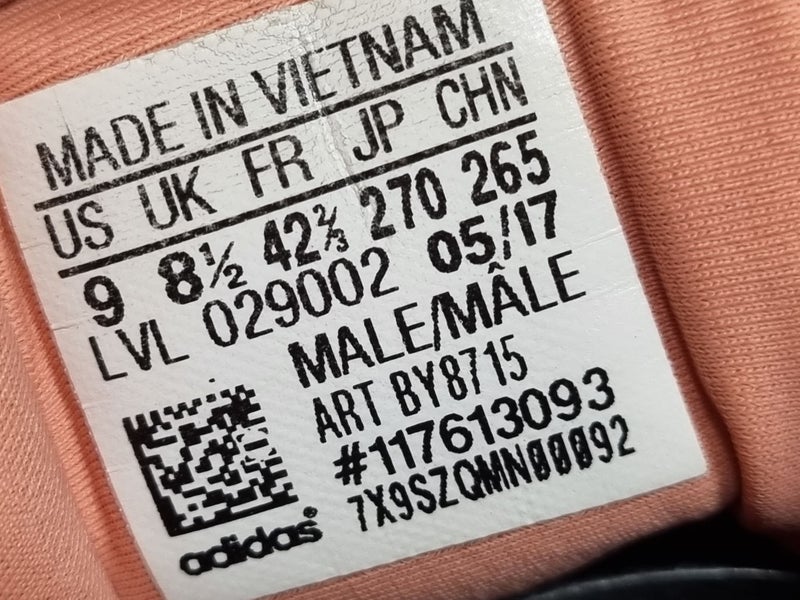 MADE IN VIETNAM
US UK FR JP CHN
9 8½ 42⅔ 270 265
LVL 029002 05/17
MALE/MÂLE
ART BY8715
#117613093
7X9SZQMN00092
adidas®